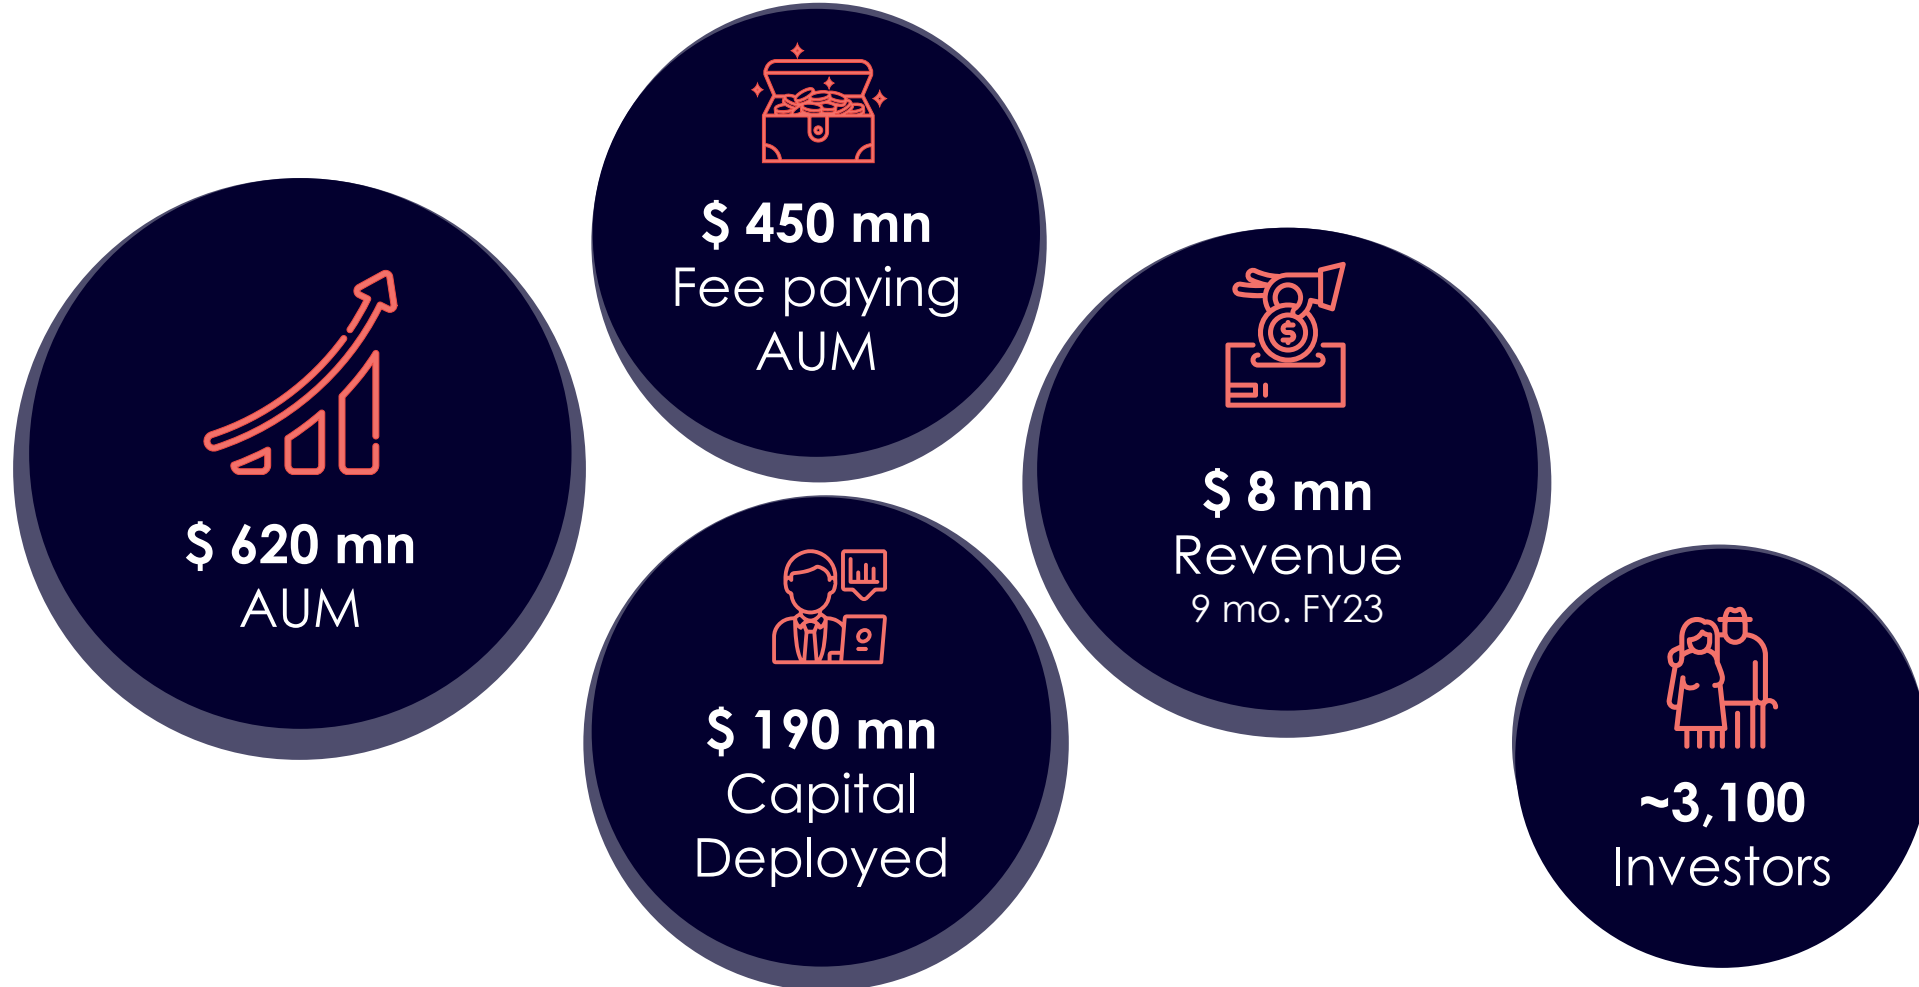 $ 620 mn
AUM
$ 450 mn
Fee paying
AUM
$ 190 mn
Capital
Deployed
$ 8 mn
Revenue
9 mo. FY23
~3,100
Investors